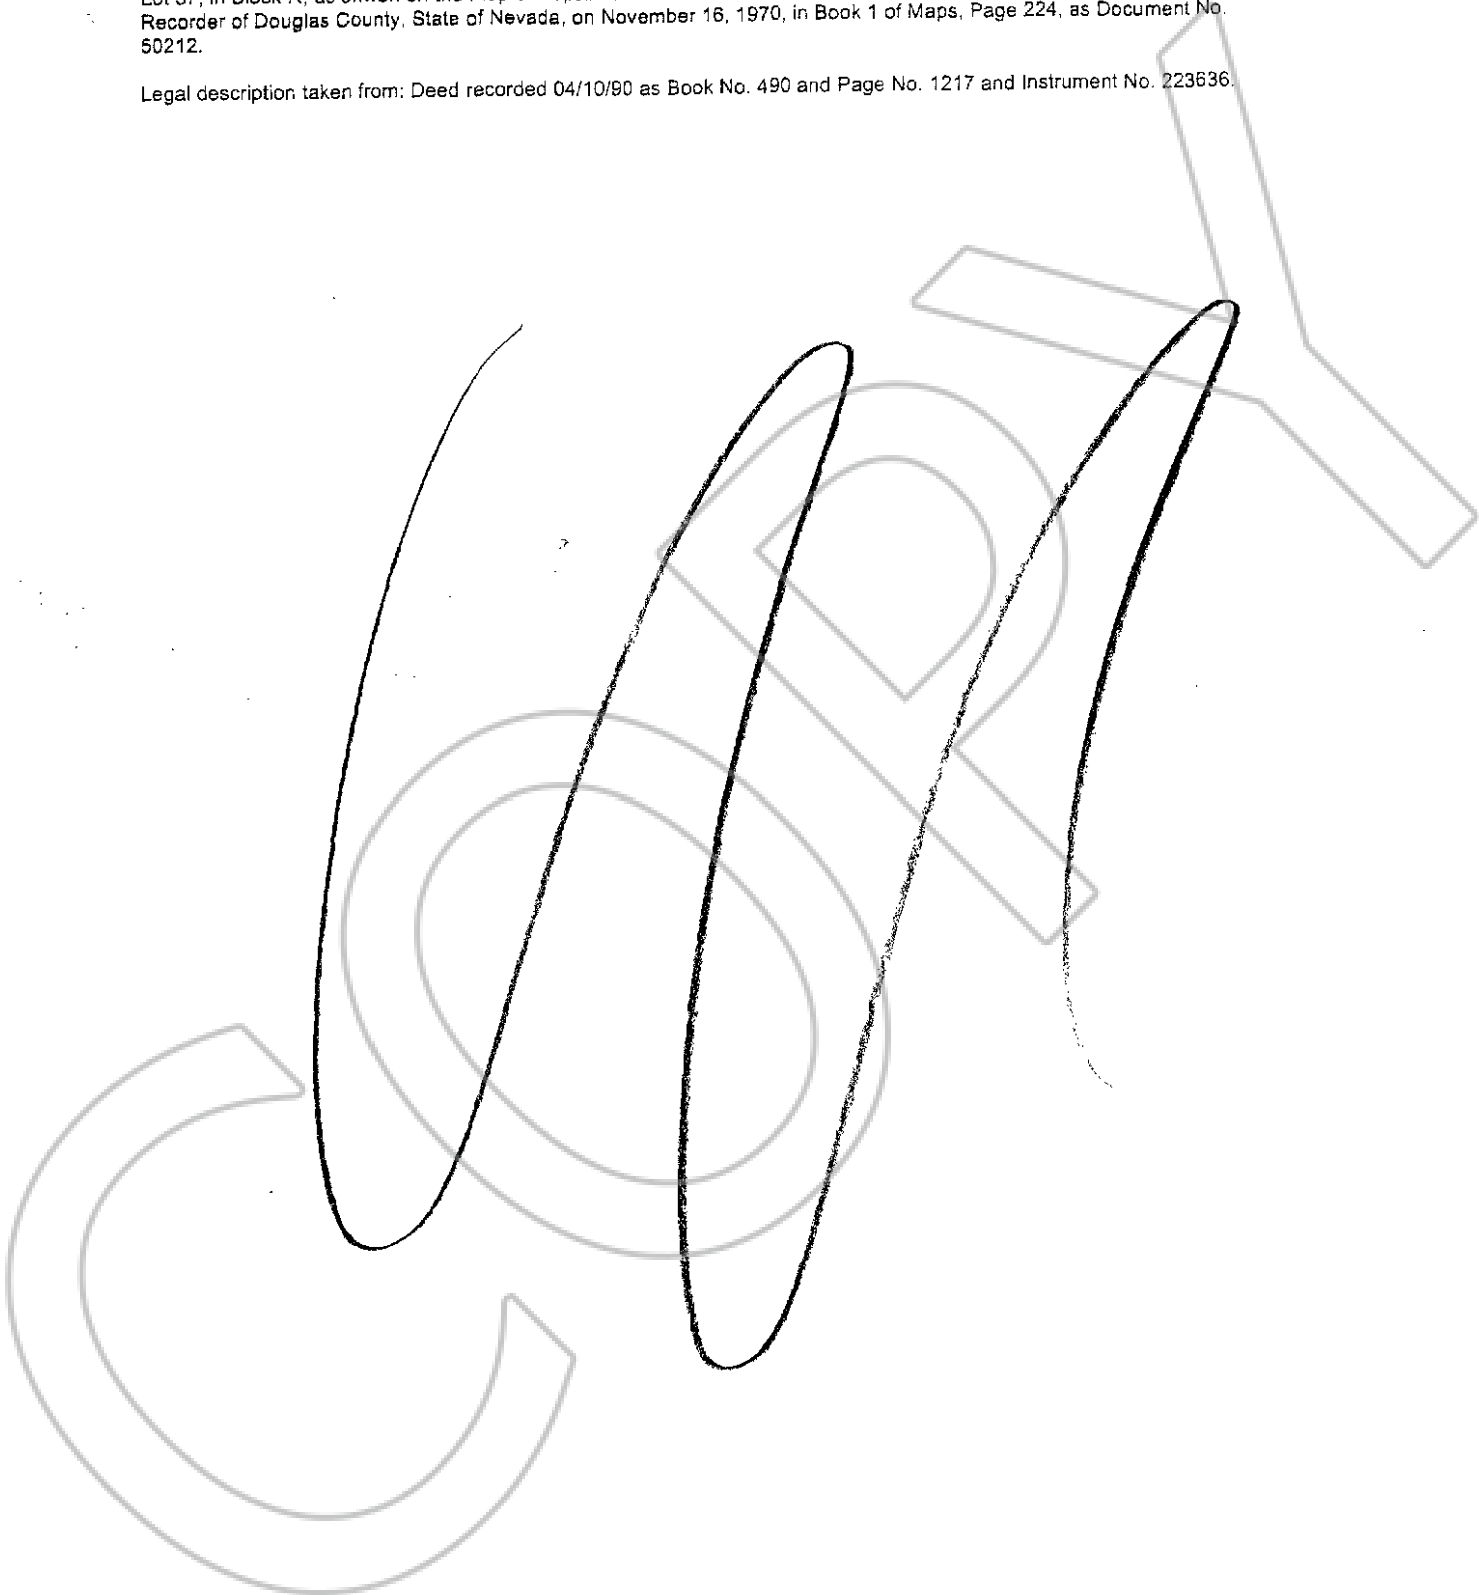 Recorder of Douglas County, State of Nevada, on November 16, 1970, in Book 1 of Maps, Page 224, as Document No.
50212.
Legal description taken from: Deed recorded 04/10/90 as Book No. 490 and Page No. 1217 and Instrument No. 223636.
COPY